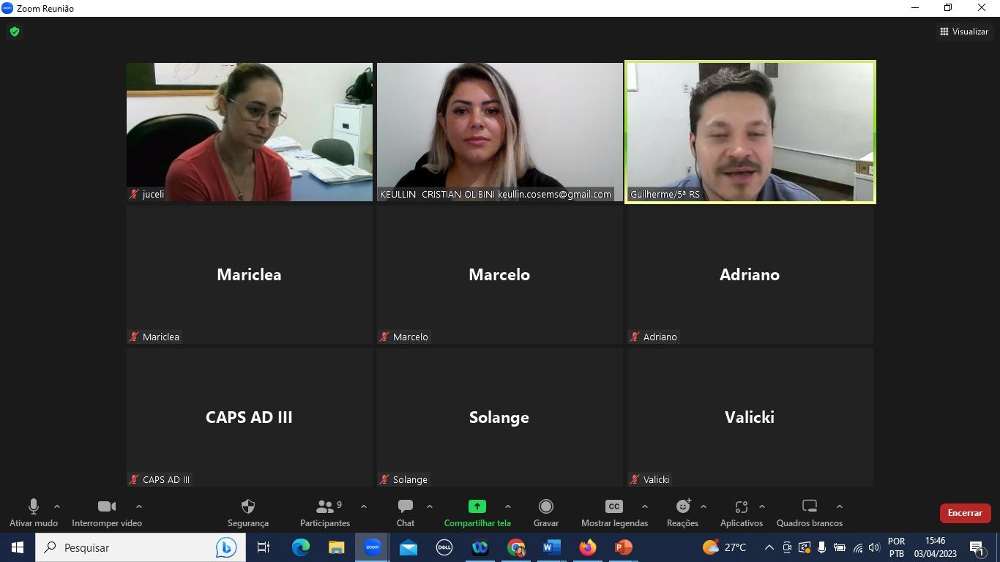 Zoom Reunião
Visualizar
juceli
KEULLIN CRISTIAN OLIBINI keullin.cosems@gmail.com
Guilherme/5ª RS
Mariclea
Marcelo
Adriano
Mariclea
Marcelo
Adriano
CAPS AD III
Solange
Valicki
CAPS AD III
Solange
Valicki
9
CC
Ativar mudo
Interromper vídeo
Segurança
Participantes
Chat
Compartilhar tela
Gravar
Mostrar legendas
Reações
Aplicativos
Quadros brancos
Encerrar
Pesquisar
zoom
DELL
W
P
27°C
POR
PTB
15:46
03/04/2023
1